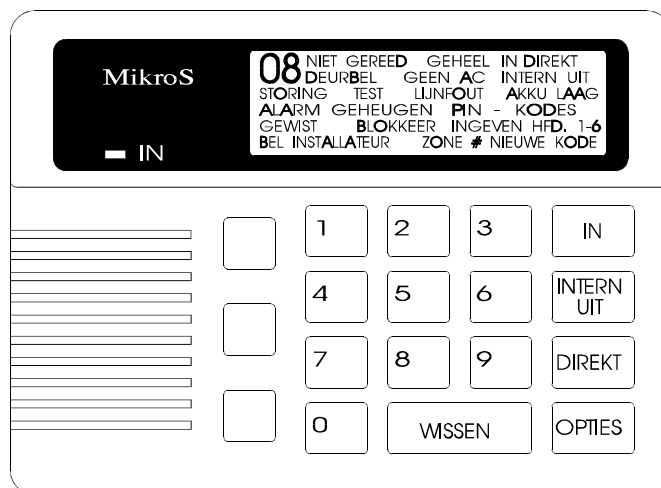 MikroS
IN
08 NIET GEREED GEHEEL IN DIREKT
DEURBEL GEEN AC INTERN UIT
STORING TEST LIJNFOUT AKKU LAAG
ALARM GEHEUGEN PIN - KODES
GEWIST BLOKKEER INGEVEN HFD. 1-6
BEL INSTALLATEUR ZONE # NIEUWE KODE
1 2 3 IN
4 5 6 INTERN UIT
7 8 9 DIREKT
0 WISSEN OPTIES